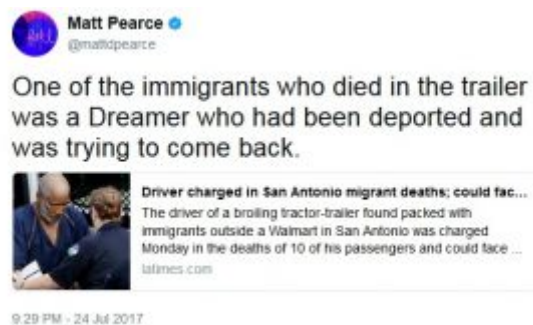 Matt Pearce
@mattdpearce
One of the immigrants who died in the trailer
was a Dreamer who had been deported and
was trying to come back.
Driver charged in San Antonio migrant deaths; could fac...
The driver of a broiling tractor-trailer found packed with
immigrants outside a Walmart in San Antonio was charged
Monday in the deaths of 10 of his passengers and could face ...
latimes.com
9:29 PM - 24 Jul 2017